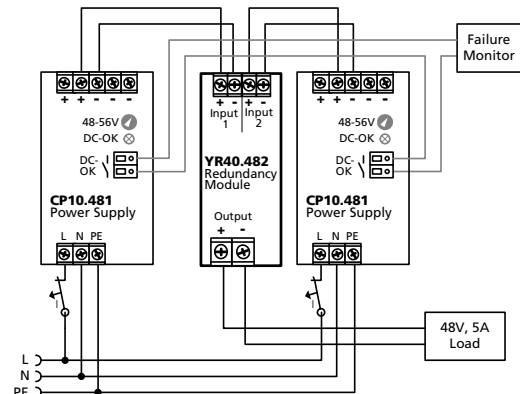 Failure
Monitor
+ + - - -
+ - + -
Input
1
Input
2
+ + - - -
48-56V
DC-OK
DC-
OK
CP10.481
Power Supply
L N PE
YR40.482
Redundancy
Module
Output
+ -
48-56V
DC-OK
DC-
OK
CP10.481
Power Supply
L N PE
I
I
48V, 5A
Load
L
N
PE